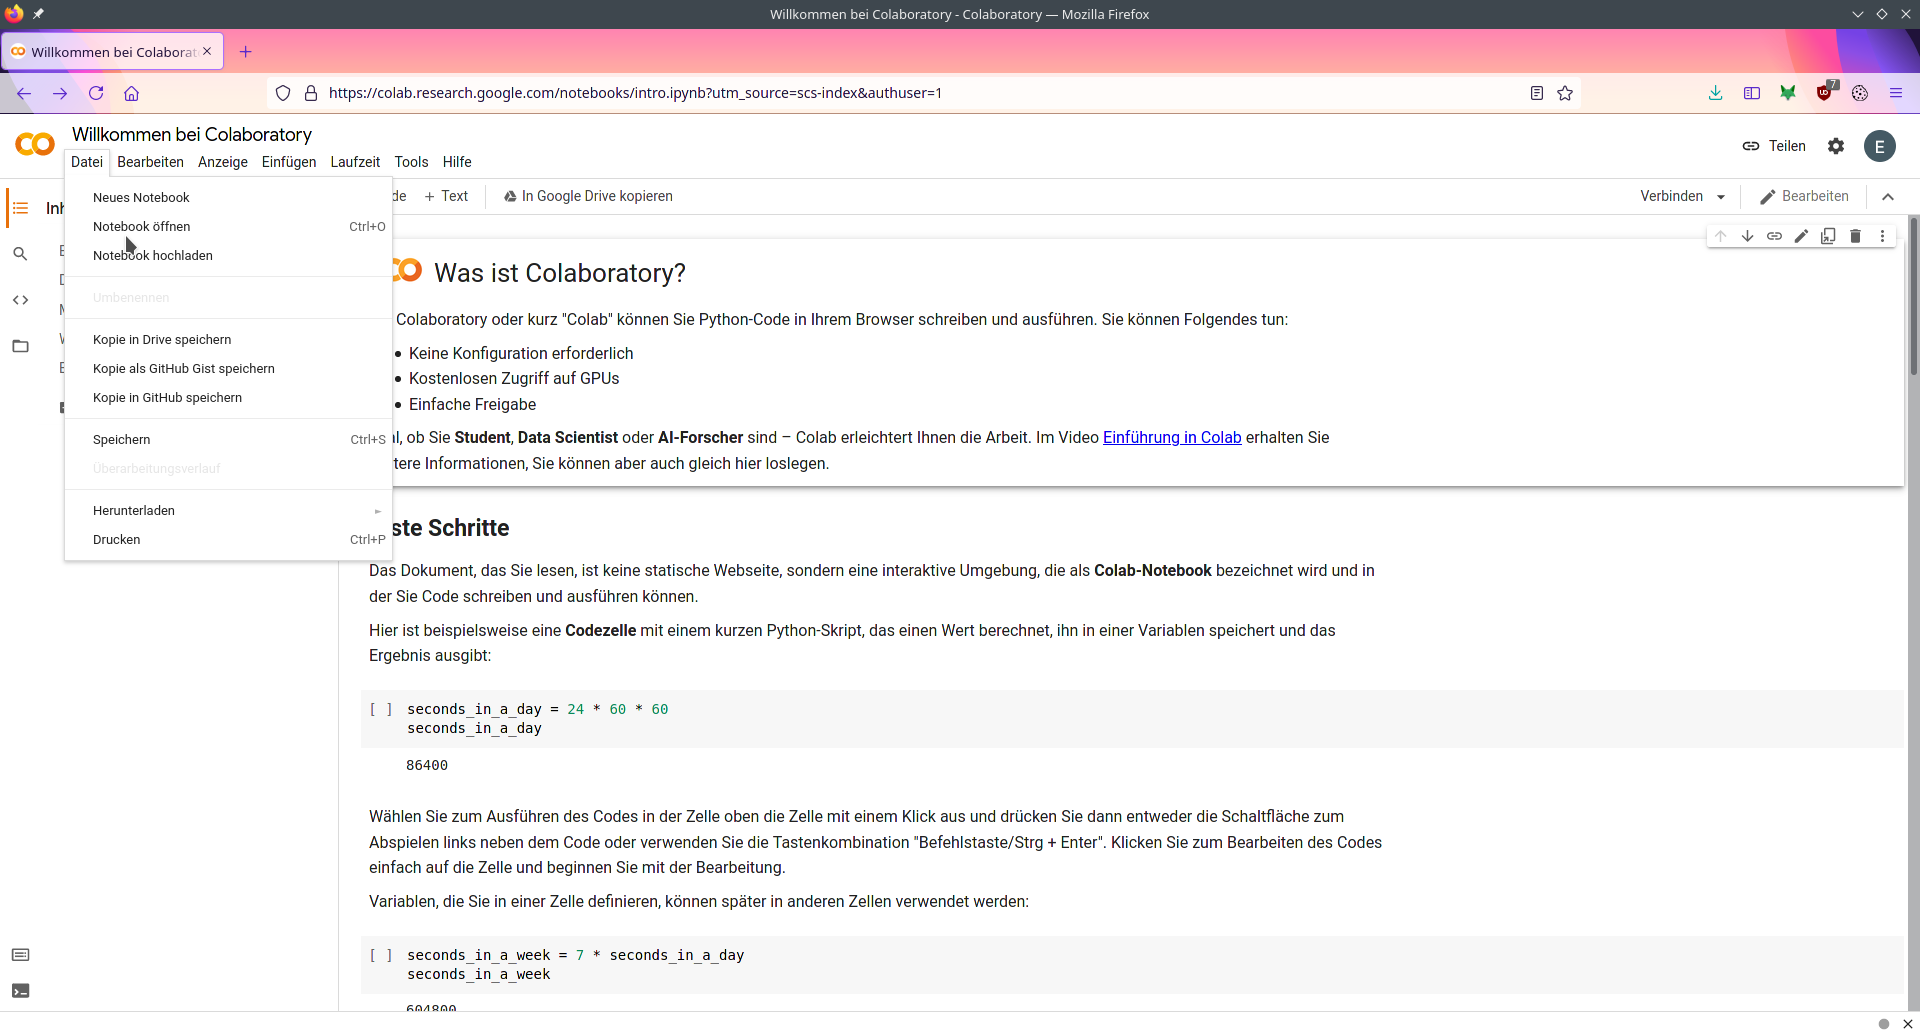 Willkommen bei Colaboratory - Colaboratory — Mozilla Firefox
Willkommen bei Colaborat
https://colab.research.google.com/notebooks/intro.ipynb?utm_source=scs-index&authuser=1
7
Willkommen bei Colaboratory
Datei Bearbeiten Anzeige Einfügen Laufzeit Tools Hilfe
Teilen
E
Neues Notebook
Notebook öffnen Ctrl+O
Notebook hochladen
Umbenennen
Kopie in Drive speichern
Kopie als GitHub Gist speichern
Kopie in GitHub speichern
Speichern Ctrl+S
Überarbeitungsverlauf
Herunterladen
Drucken Ctrl+P
+ Text In Google Drive kopieren
Verbinden Bearbeiten
Was ist Colaboratory?
Colaboratory oder kurz "Colab" können Sie Python-Code in Ihrem Browser schreiben und ausführen. Sie können Folgendes tun:
• Keine Konfiguration erforderlich
• Kostenlosen Zugriff auf GPUs
• Einfache Freigabe
l, ob Sie Student, Data Scientist oder AI-Forscher sind – Colab erleichtert Ihnen die Arbeit. Im Video Einführung in Colab erhalten Sie
tere Informationen, Sie können aber auch gleich hier loslegen.
ste Schritte
Das Dokument, das Sie lesen, ist keine statische Webseite, sondern eine interaktive Umgebung, die als Colab-Notebook bezeichnet wird und in
der Sie Code schreiben und ausführen können.
Hier ist beispielsweise eine Codezelle mit einem kurzen Python-Skript, das einen Wert berechnet, ihn in einer Variablen speichert und das
Ergebnis ausgibt:
[ ] seconds_in_a_day = 24 * 60 * 60
seconds_in_a_day
86400
Wählen Sie zum Ausführen des Codes in der Zelle oben die Zelle mit einem Klick aus und drücken Sie dann entweder die Schaltfläche zum
Abspielen links neben dem Code oder verwenden Sie die Tastenkombination "Befehlstaste/Strg + Enter". Klicken Sie zum Bearbeiten des Codes
einfach auf die Zelle und beginnen Sie mit der Bearbeitung.
Variablen, die Sie in einer Zelle definieren, können später in anderen Zellen verwendet werden:
[ ] seconds_in_a_week = 7 * seconds_in_a_day
seconds_in_a_week
604800